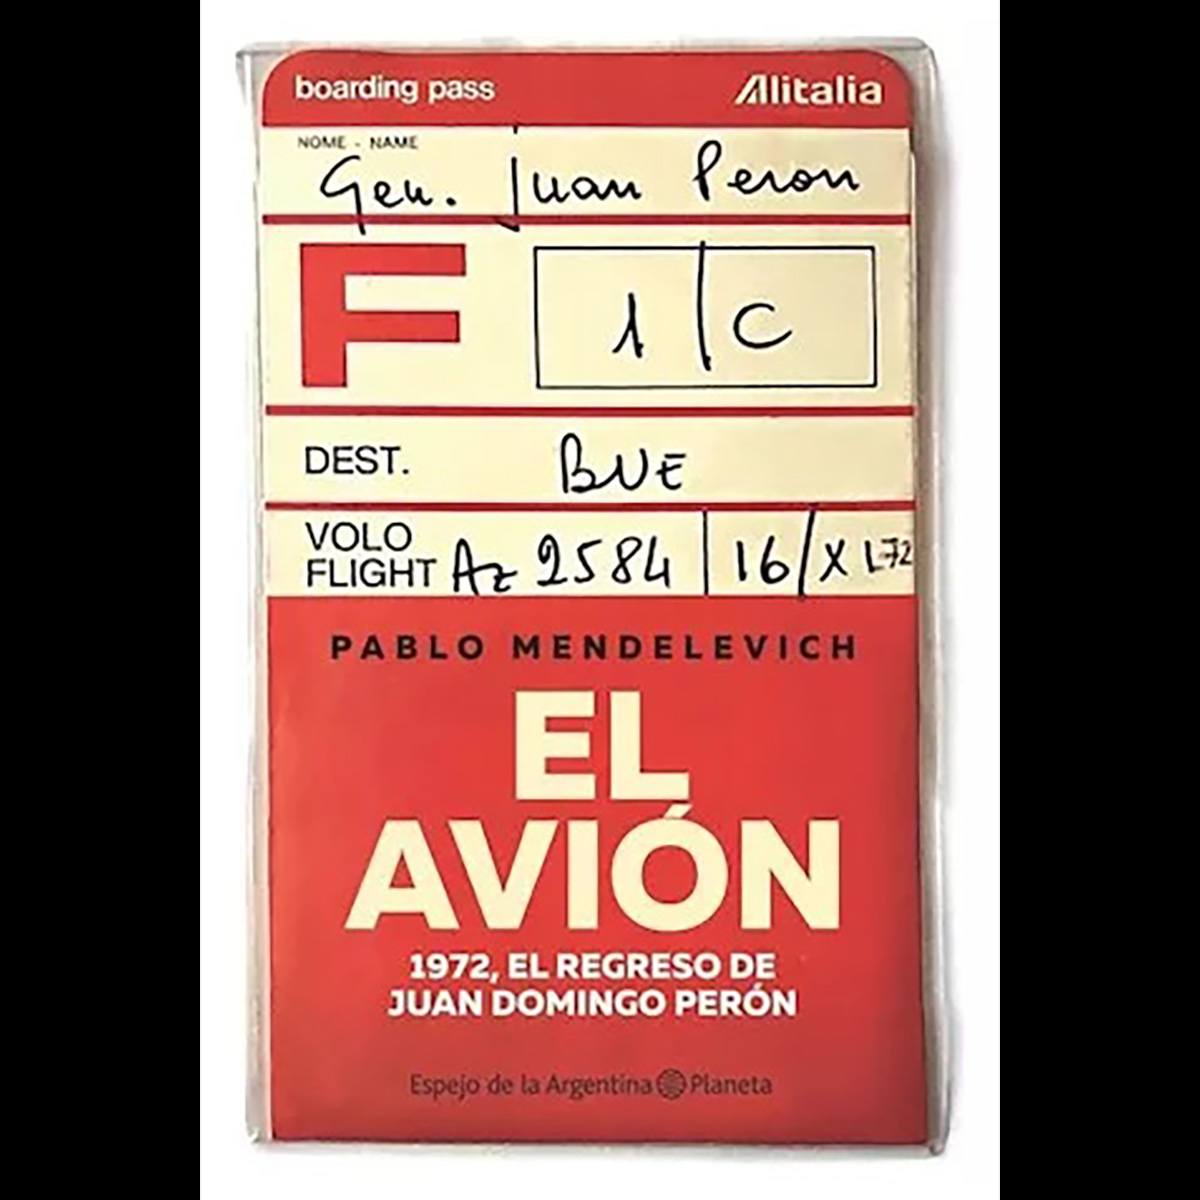 boarding pass Alitalia
NOME - NAME
Gen. Juan Peron
F 1/C
DEST. BUE
VOLO
FLIGHT Az 2584 16/XI-72
PABLO MENDELEVICH
EL
AVIÓN
1972, EL REGRESO DE
JUAN DOMINGO PERÓN
Espejo de la Argentina Planeta